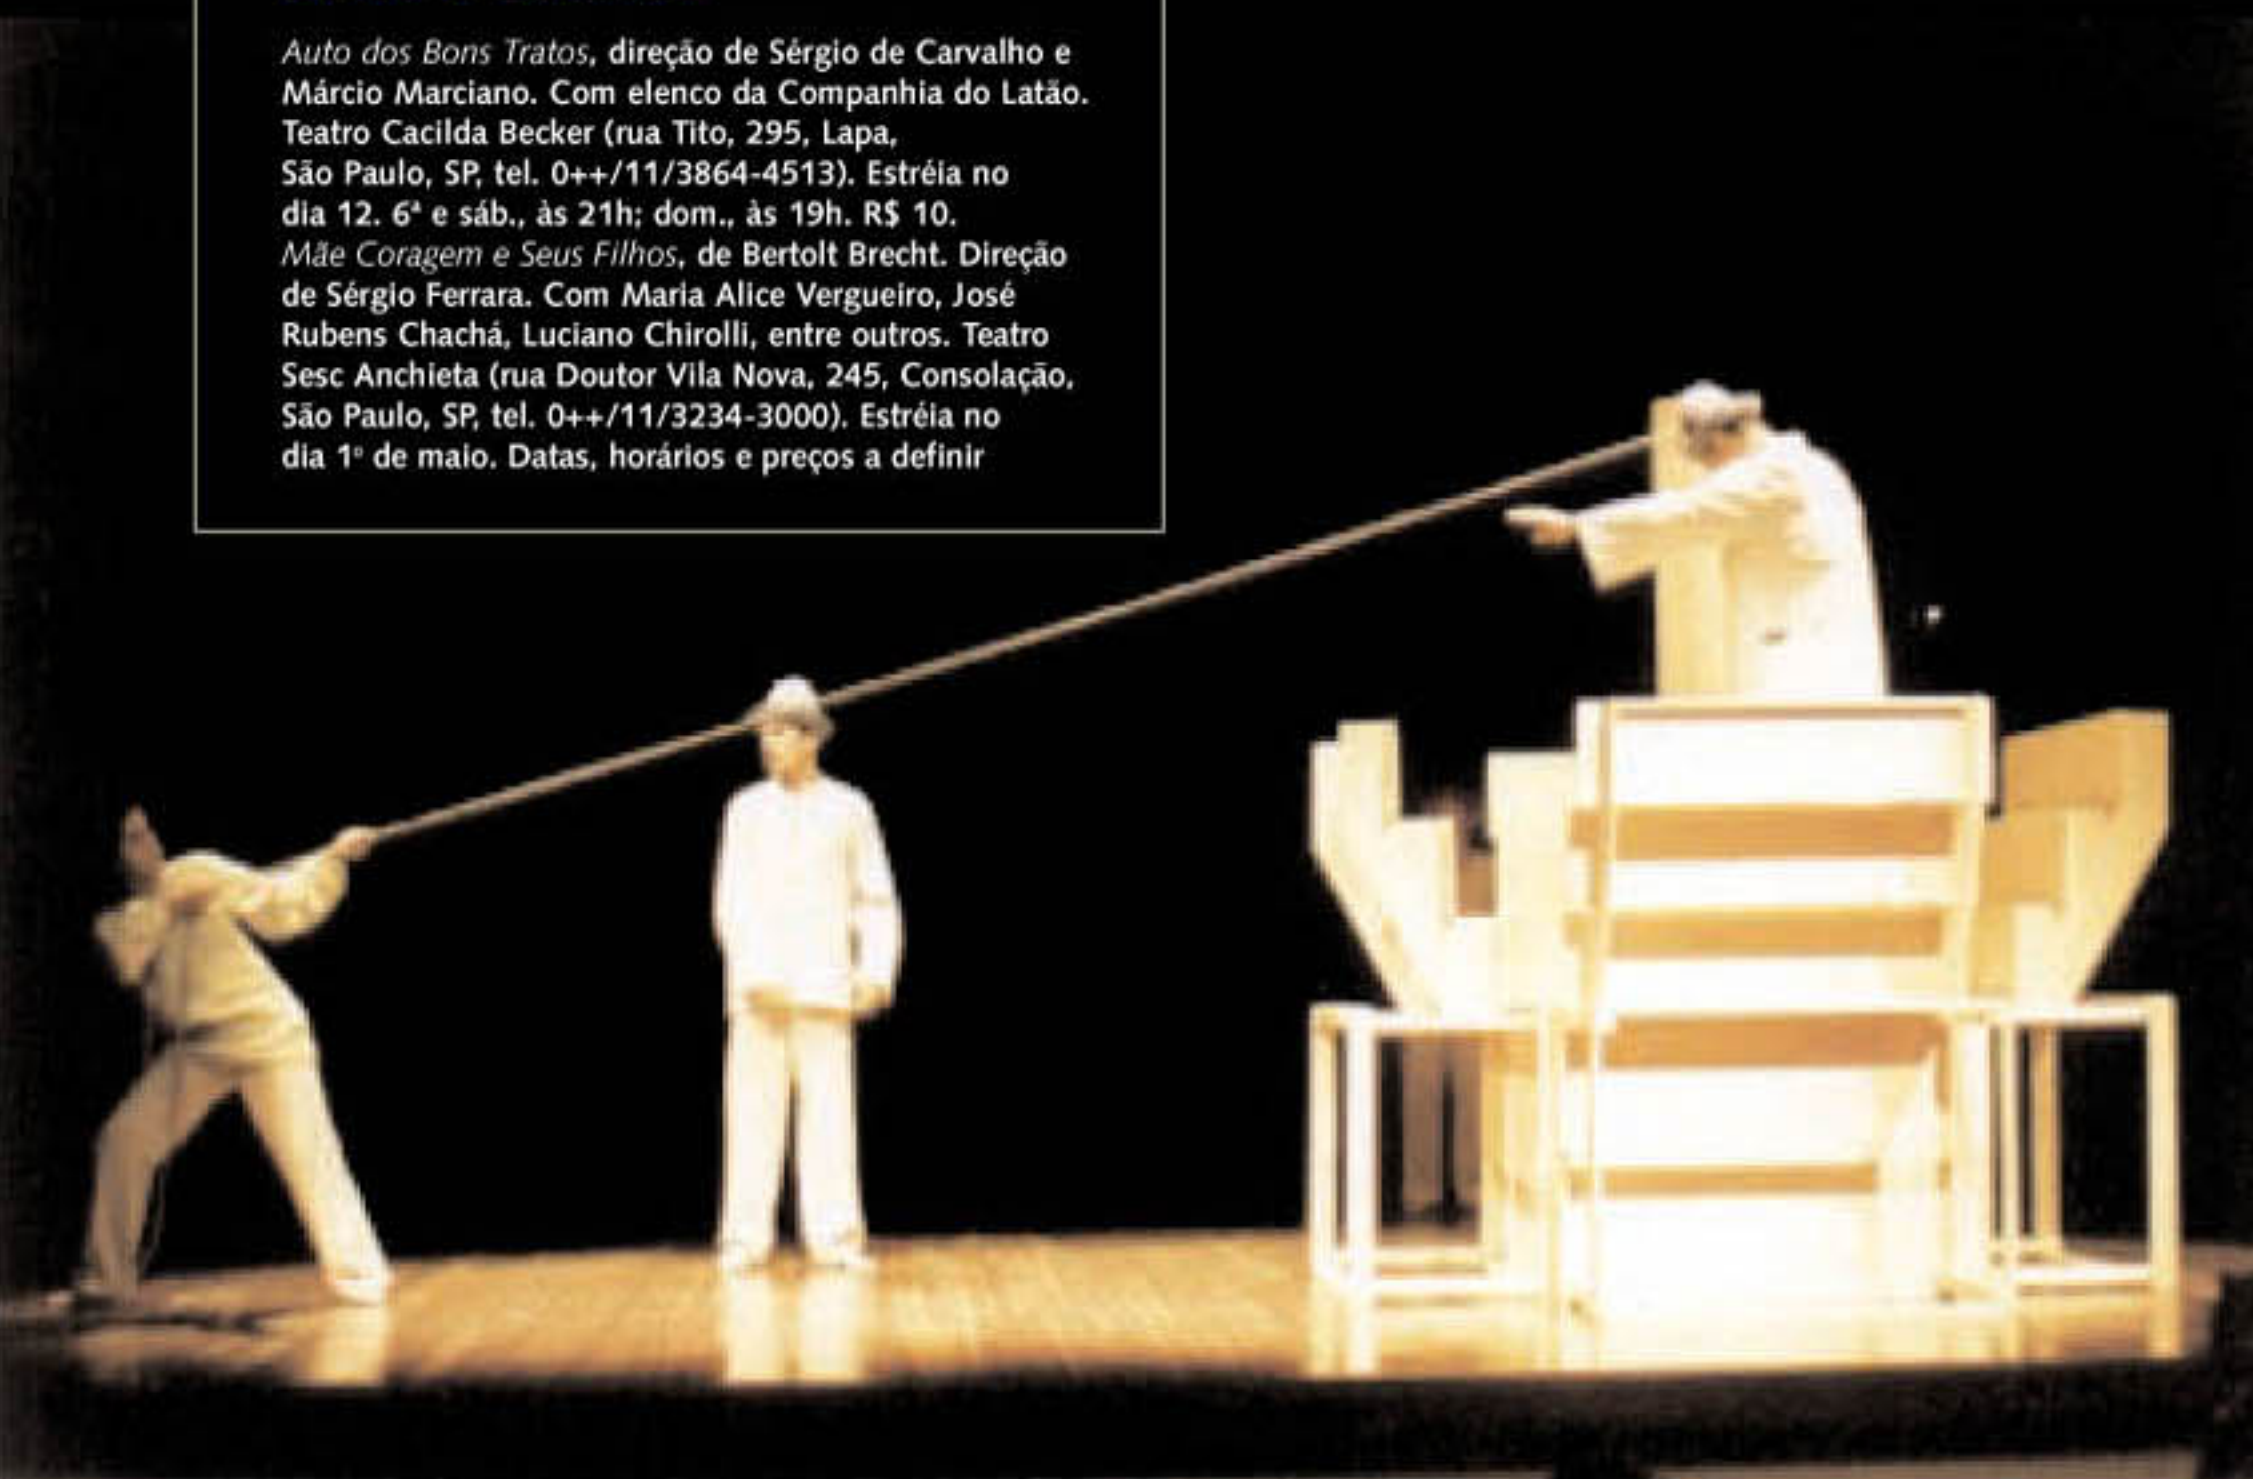 Auto dos Bons Tratos, direção de Sérgio de Carvalho e
Márcio Marciano. Com elenco da Companhia do Latão.
Teatro Cacilda Becker (rua Tito, 295, Lapa,
São Paulo, SP, tel. 0++/11/3864-4513). Estréia no
dia 12. 6ª e sáb., às 21h; dom., às 19h. R$ 10.
Mãe Coragem e Seus Filhos, de Bertolt Brecht. Direção
de Sérgio Ferrara. Com Maria Alice Vergueiro, José
Rubens Chachá, Luciano Chirolli, entre outros. Teatro
Sesc Anchieta (rua Doutor Vila Nova, 245, Consolação,
São Paulo, SP, tel. 0++/11/3234-3000). Estréia no
dia 1º de maio. Datas, horários e preços a definir